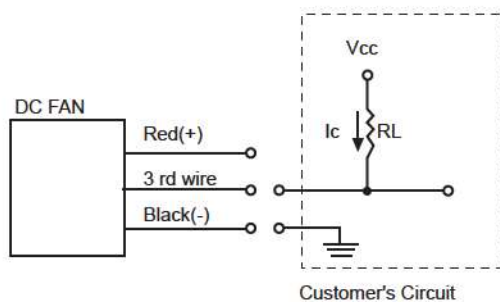 Vcc
DC FAN
Red(+)
Ic
RL
3 rd wire
Black(-)
Customer's Circuit